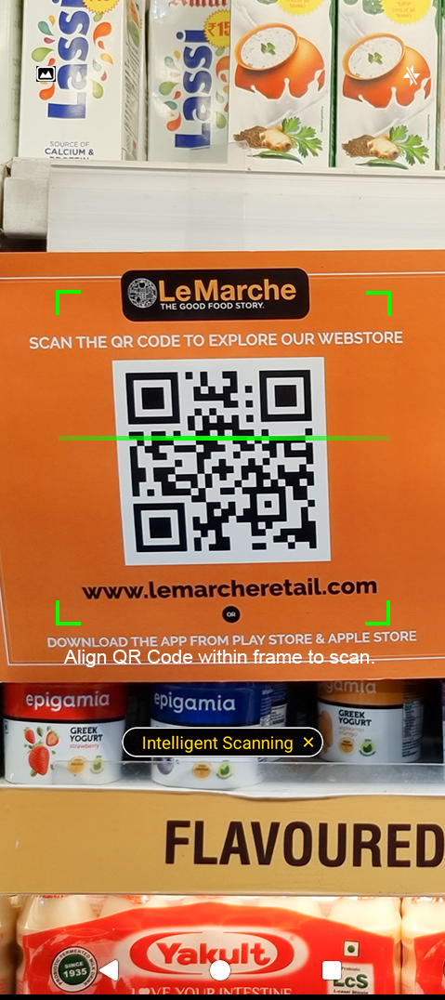 Lassi
Lassi
₹15
SOURCE OF
CALCIUM &
LeMarche
THE GOOD FOOD STORY.
SCAN THE QR CODE TO EXPLORE OUR WEBSTORE
www.lemarcheretail.com
OR
DOWNLOAD THE APP FROM PLAY STORE & APPLE STORE
Align QR Code within frame to scan.
epigamia
epigamia
GREEK
YOGURT
strawberry
GREEK
YOGURT
Intelligent Scanning ×
FLAVOURED
Yakult
SINCE
1935
LcS
LOVE YOUR INTESTINE